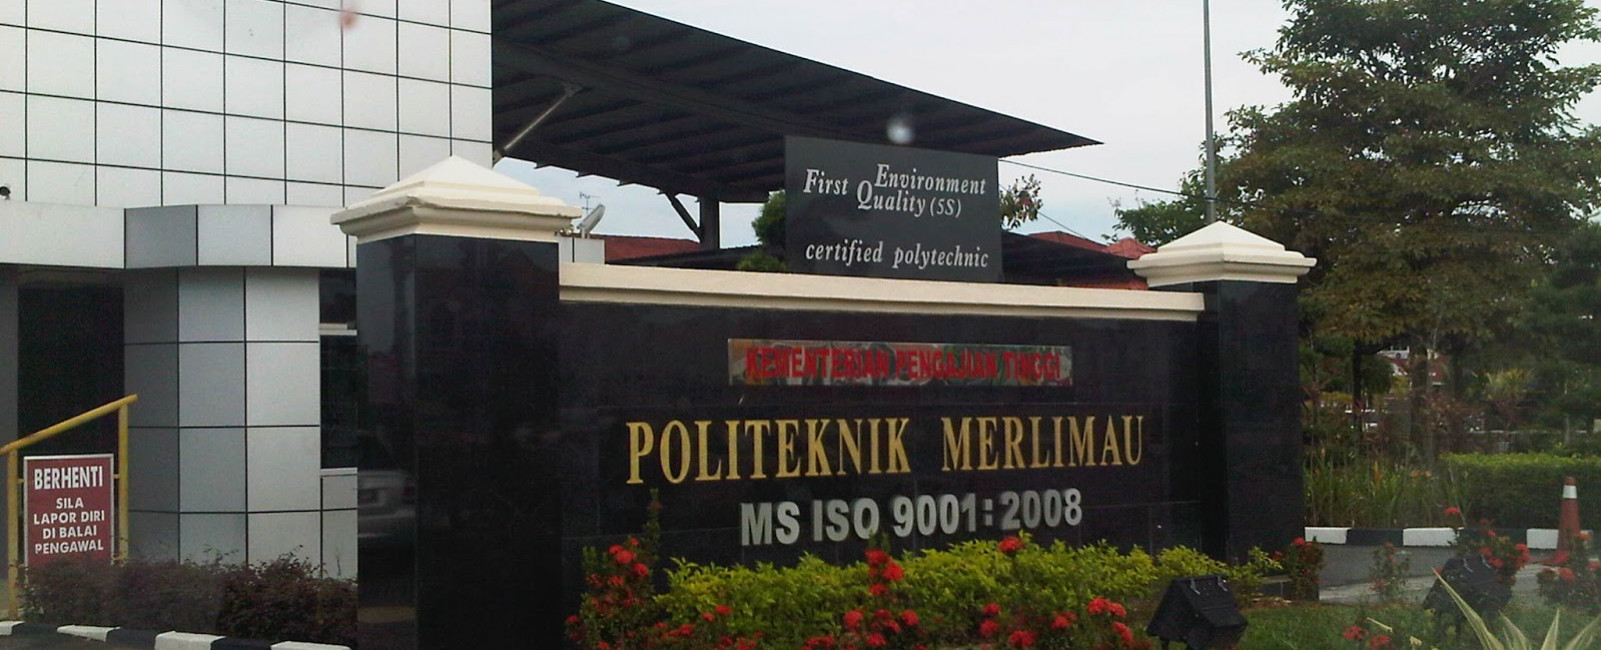 First Environment
Quality (5S)
certified polytechnic
KEMENTERIAN PENGAJIAN TINGGI
POLITEKNIK MERLIMAU
MS ISO 9001:2008
BERHENTI
SILA
LAPOR DIRI
DI BALAI
PENGAWAL